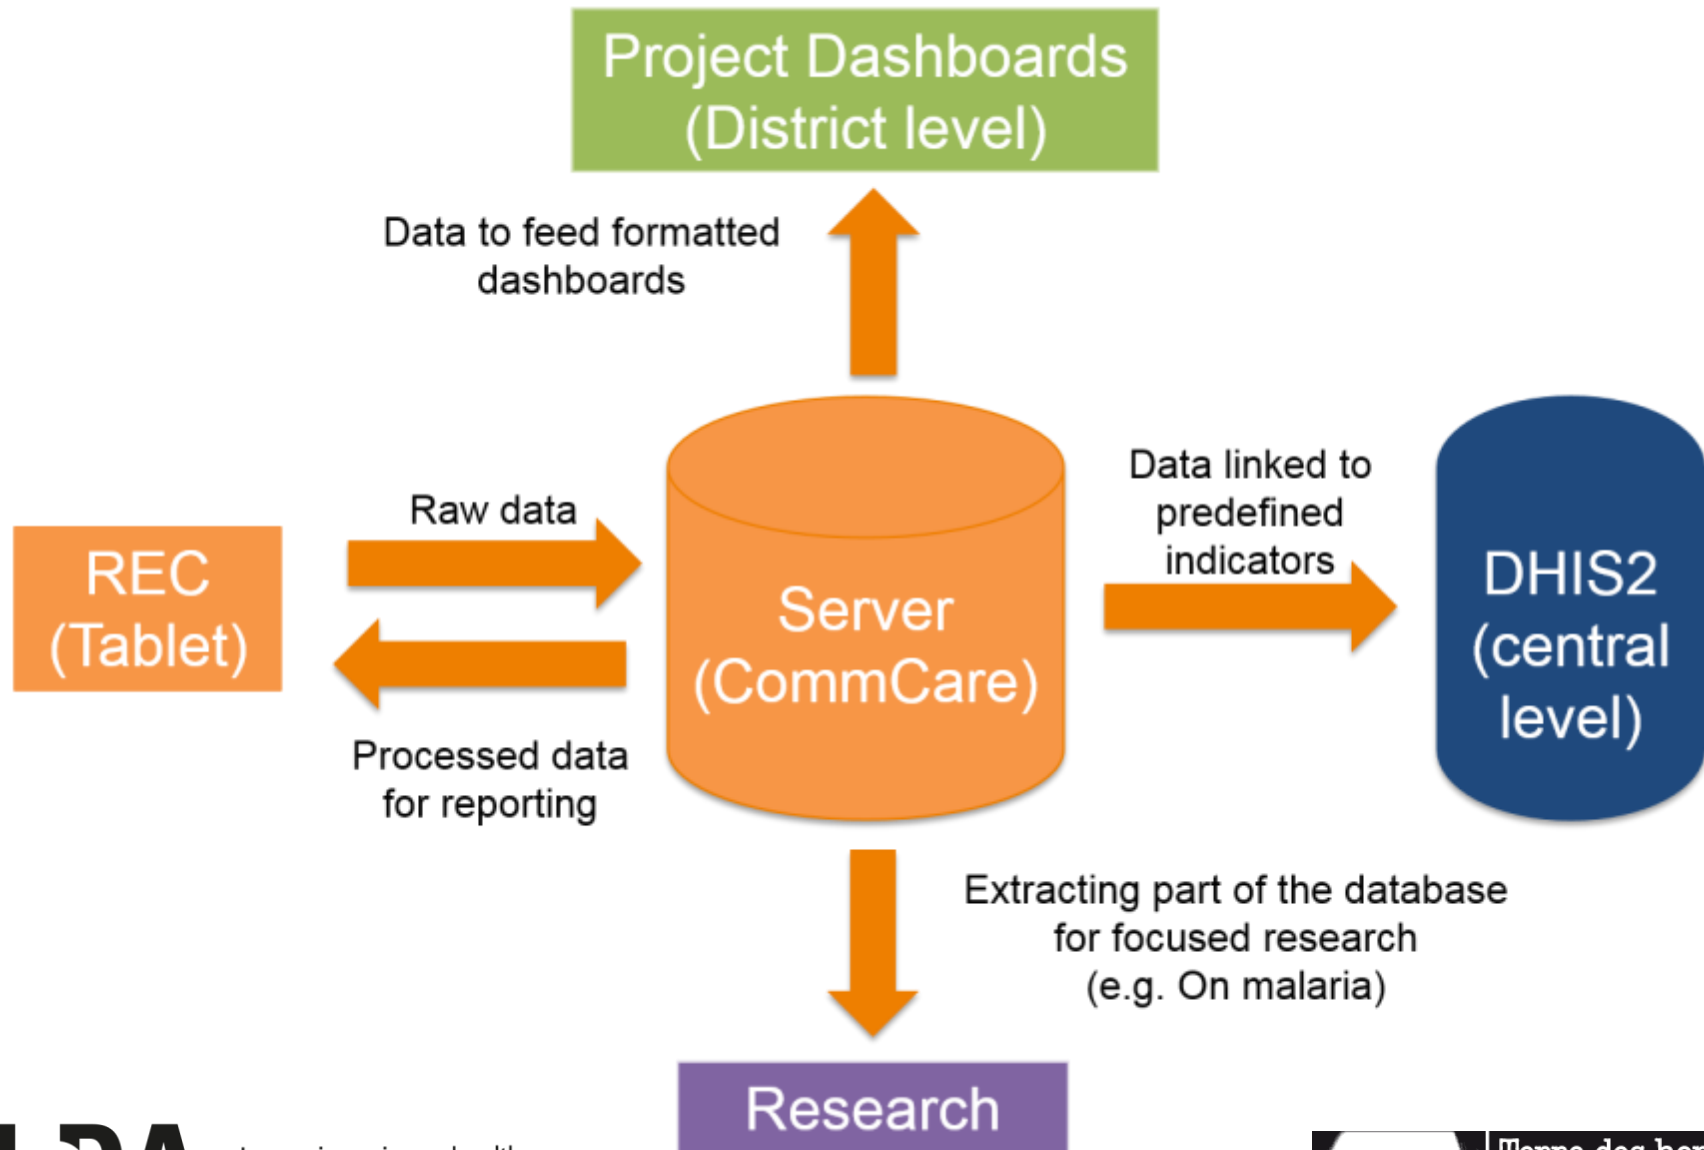 Project Dashboards
(District level)
Data to feed formatted
dashboards
Raw data
REC
(Tablet)
Processed data
for reporting
Server
(CommCare)
Data linked to
predefined
indicators
DHIS2
(central
level)
Extracting part of the database
for focused research
(e.g. On malaria)
Research